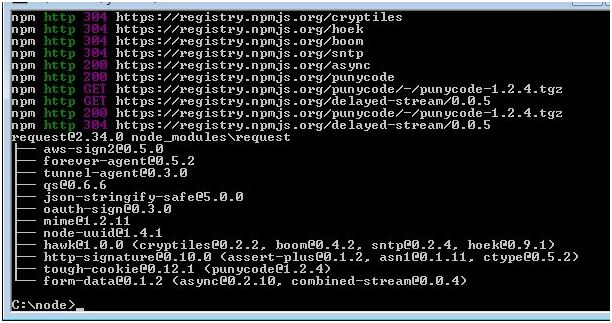 npm http 304 https://registry.npmjs.org/cryptiles
npm http 304 https://registry.npmjs.org/hoek
npm http 304 https://registry.npmjs.org/boom
npm http 304 https://registry.npmjs.org/sntp
npm http 200 https://registry.npmjs.org/async
npm http 200 https://registry.npmjs.org/punycode
npm http GET https://registry.npmjs.org/punycode/-/punycode-1.2.4.tgz
npm http GET https://registry.npmjs.org/delayed-stream/0.0.5
npm http 200 https://registry.npmjs.org/punycode/-/punycode-1.2.4.tgz
npm http 304 https://registry.npmjs.org/delayed-stream/0.0.5
request@2.34.0 node_modules\request
├── aws-sign2@0.5.0
├── forever-agent@0.5.2
├── tunnel-agent@0.3.0
├── qs@0.6.6
├── json-stringify-safe@5.0.0
├── oauth-sign@0.3.0
├── mime@1.2.11
├── node-uuid@1.4.1
├── hawk@1.0.0 (cryptiles@0.2.2, boom@0.4.2, sntp@0.2.4, hoek@0.9.1)
├── http-signature@0.10.0 (assert-plus@0.1.2, asn1@0.1.11, ctype@0.5.2)
├── tough-cookie@0.12.1 (punycode@1.2.4)
└── form-data@0.1.2 (async@0.2.10, combined-stream@0.0.4)
C:\node>_